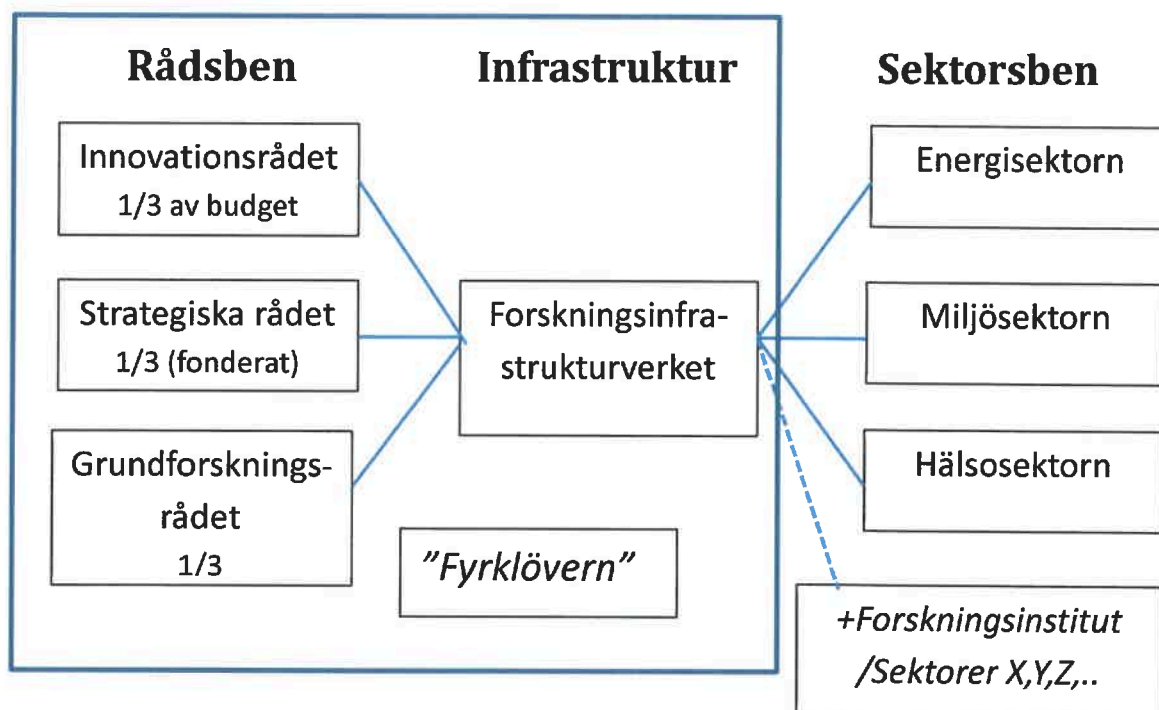 Rådsben
Infrastruktur
Sektorsben
Innovationsrådet
1/3 av budget
Strategiska rådet
1/3 (fonderat)
Grundforsknings-
rådet
1/3
Forskningsinfra-
strukturverket
”Fyrklövern”
Energisektorn
Miljösektorn
Hälsosektorn
+Forskningsinstitut
/Sektorer X,Y,Z,..